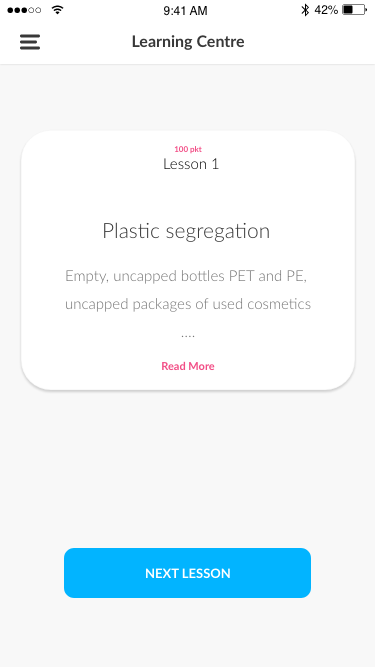 9:41 AM 42%
Learning Centre
100 pkt
Lesson 1
Plastic segregation
Empty, uncapped bottles PET and PE,
uncapped packages of used cosmetics
....
Read More
NEXT LESSON